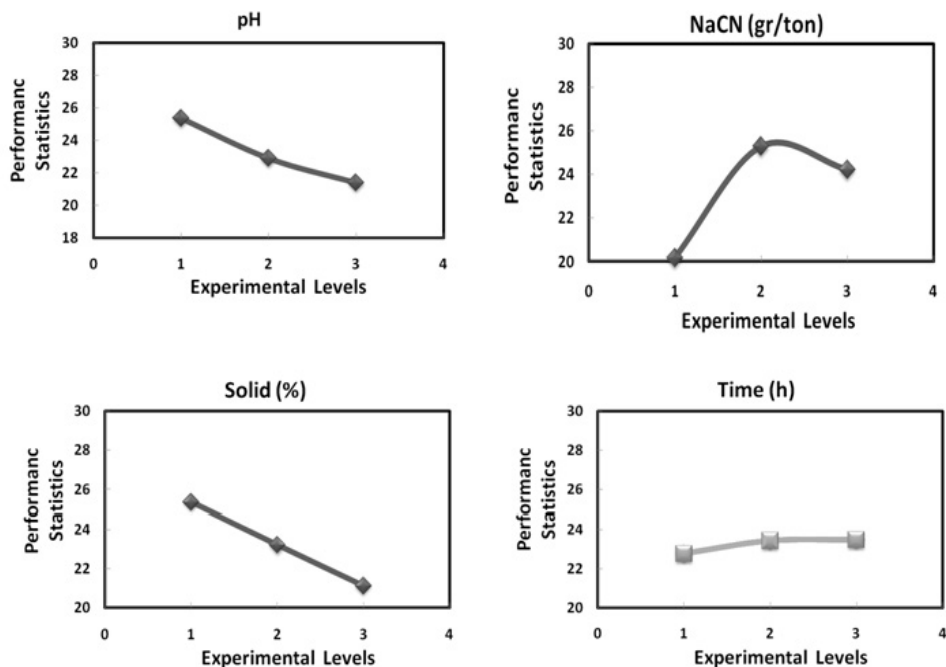 pH
30
28
26
24
22
20
18
0 1 2 3 4
Performanc
Statistics
Experimental Levels
NaCN (gr/ton)
30
28
26
24
22
20
0 1 2 3 4
Performanc
Statistics
Experimental Levels
Solid (%)
30
28
26
24
22
20
0 1 2 3 4
Performanc
Statistics
Experimental Levels
Time (h)
30
28
26
24
22
20
0 1 2 3 4
Performanc
Statistics
Experimental Levels